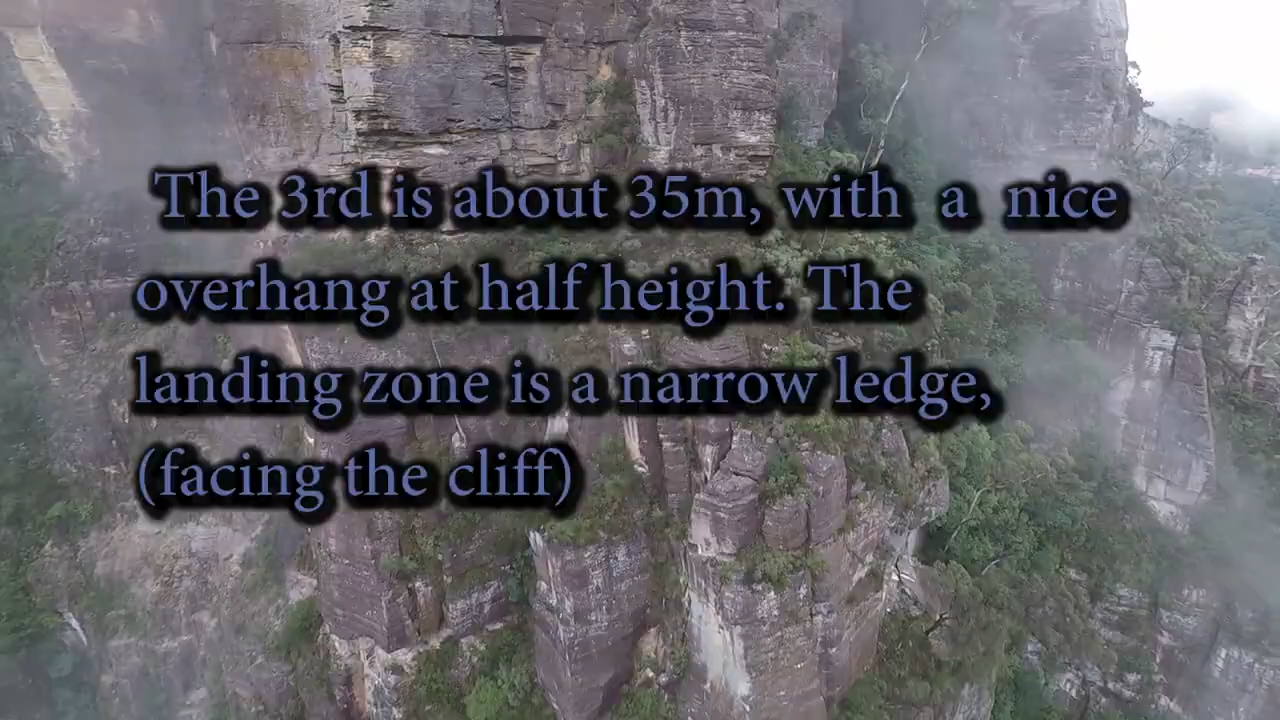 The 3rd is about 35m, with a nice
overhang at half height. The
landing zone is a narrow ledge,
(facing the cliff)